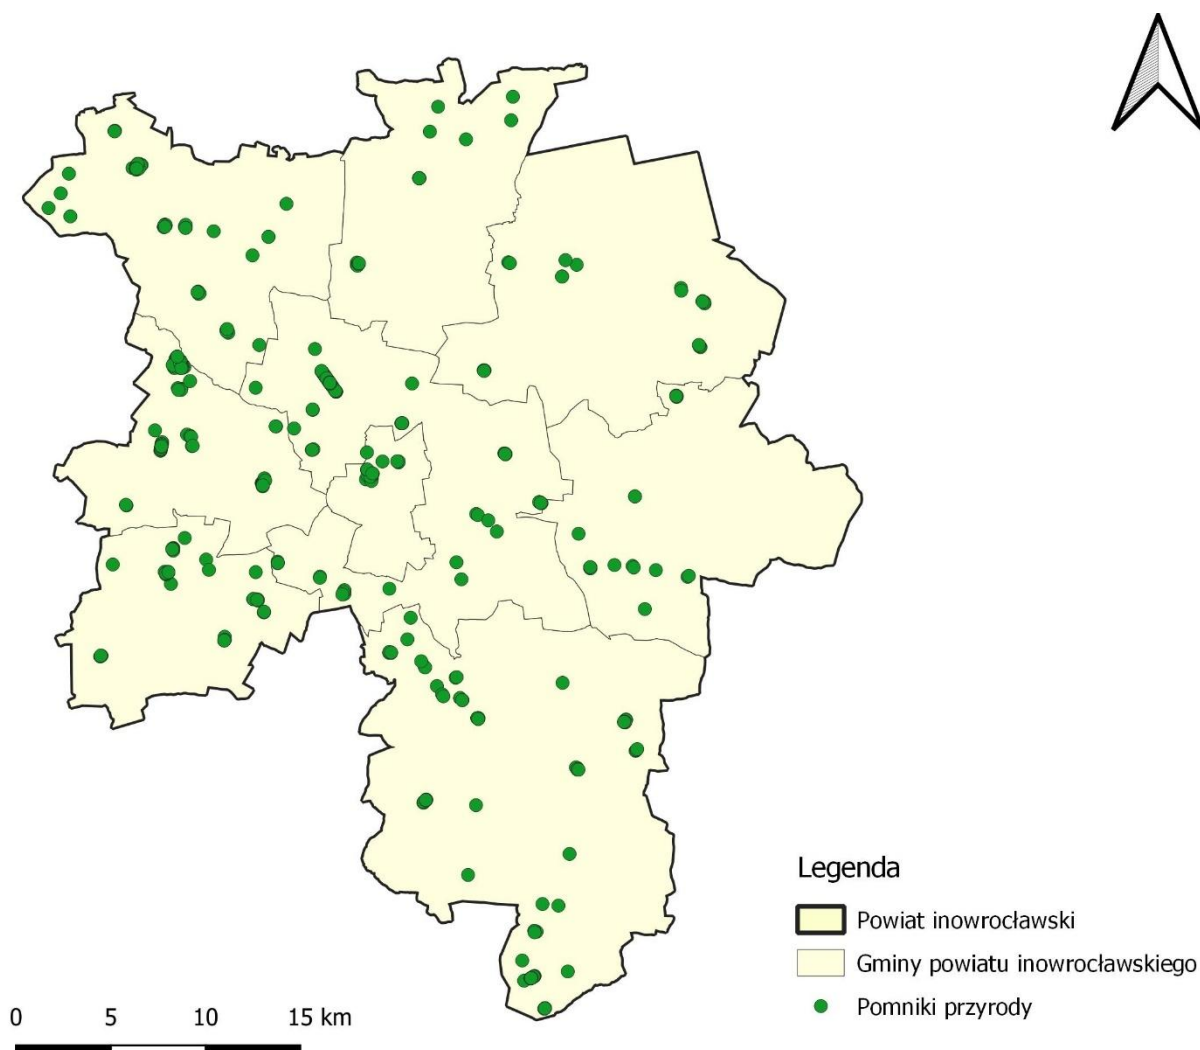 Legenda
Powiat inowrocławski
Gminy powiatu inowrocławskiego
Pomniki przyrody
0 5 10 15 km